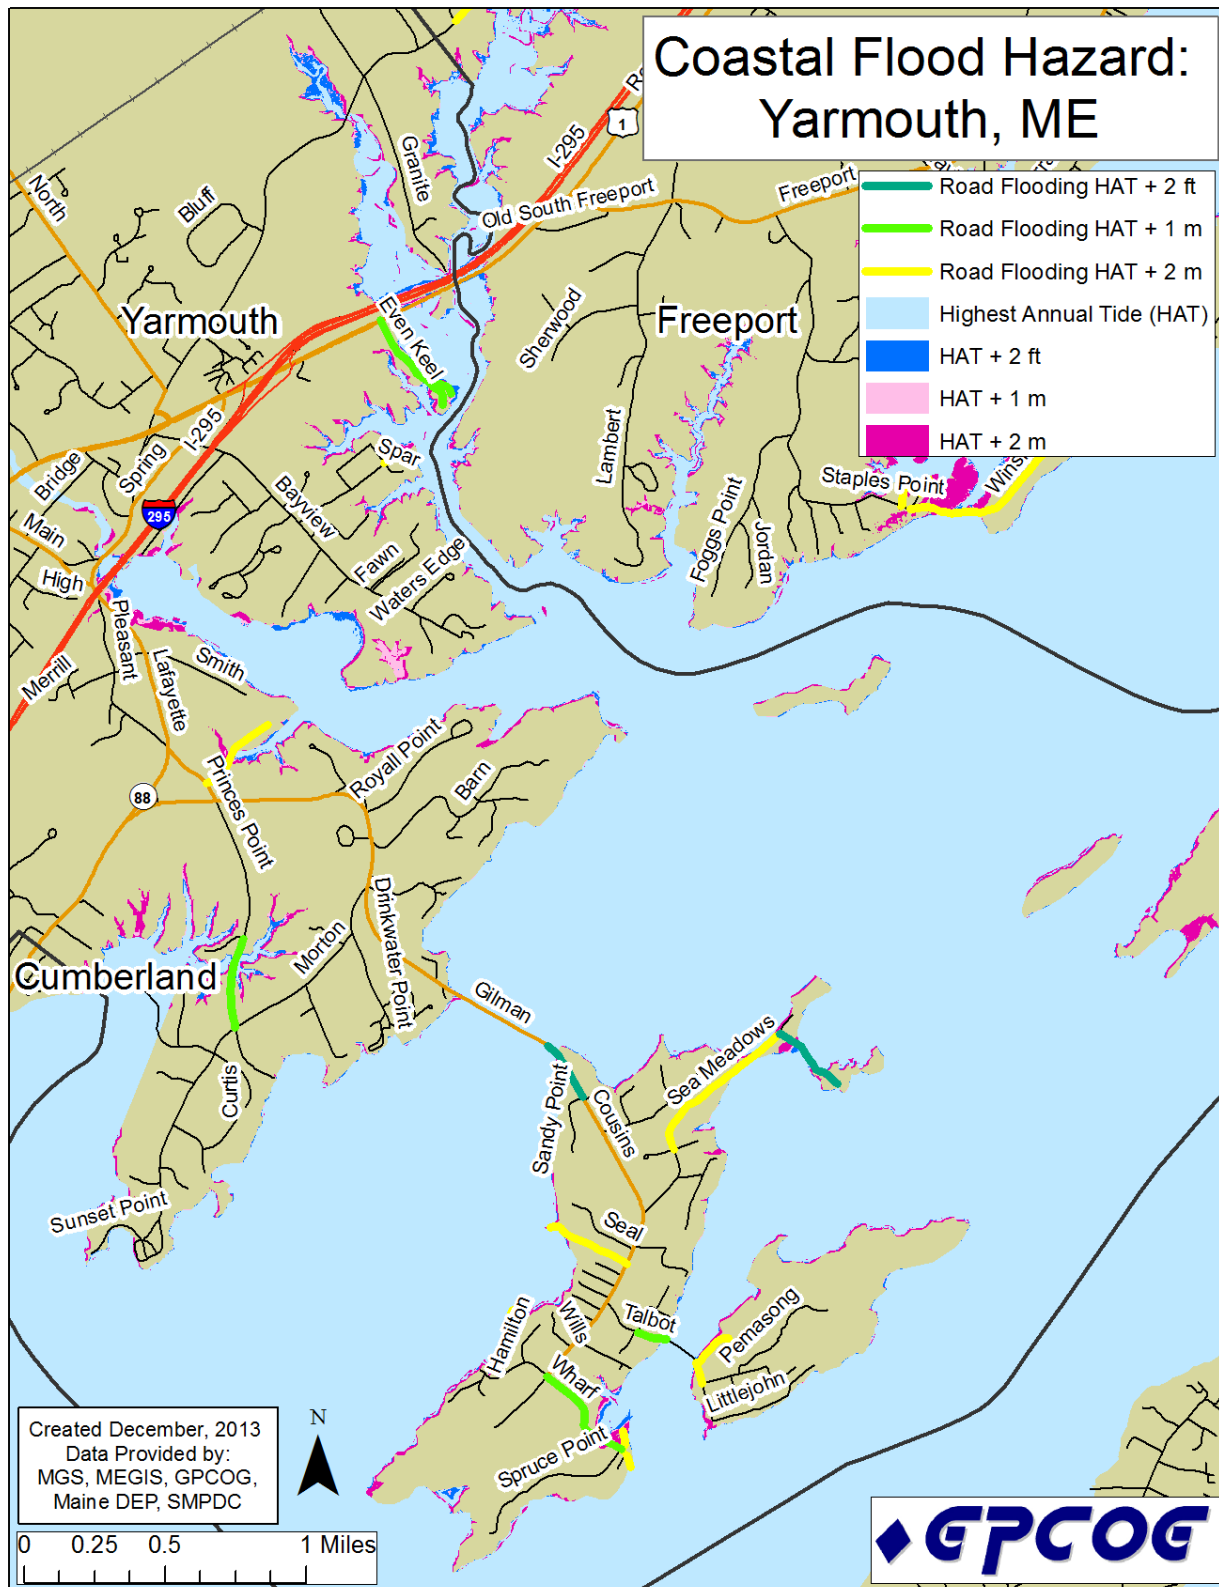 Coastal Flood Hazard:
Yarmouth, ME
Road Flooding HAT + 2 ft
Road Flooding HAT + 1 m
Road Flooding HAT + 2 m
Highest Annual Tide (HAT)
HAT + 2 ft
HAT + 1 m
HAT + 2 m
1
I-295
Granite
Old South Freeport
Freeport
North
Bluff
Yarmouth
Even Keel
Sherwood
Freeport
I-295
Spring
Bridge
Spar
Lambert
Staples Point
Bayview
295
Main
Foggs Point
Jordan
Fawn
Waters Edge
High
Pleasant
Smith
Merrill
Lafayette
Royall Point
Princes Point
Barn
88
Drinkwater Point
Morton
Cumberland
Gilman
Sea Meadows
Curtis
Sandy Point
Cousins
Sunset Point
Seal
Talbot
Pemasong
Hamilton
Wills
Wharf
Littlejohn
Spruce Point
Created December, 2013
Data Provided by:
MGS, MEGIS, GPCOG,
Maine DEP, SMPDC
N
0 0.25 0.5 1 Miles
GPCOG